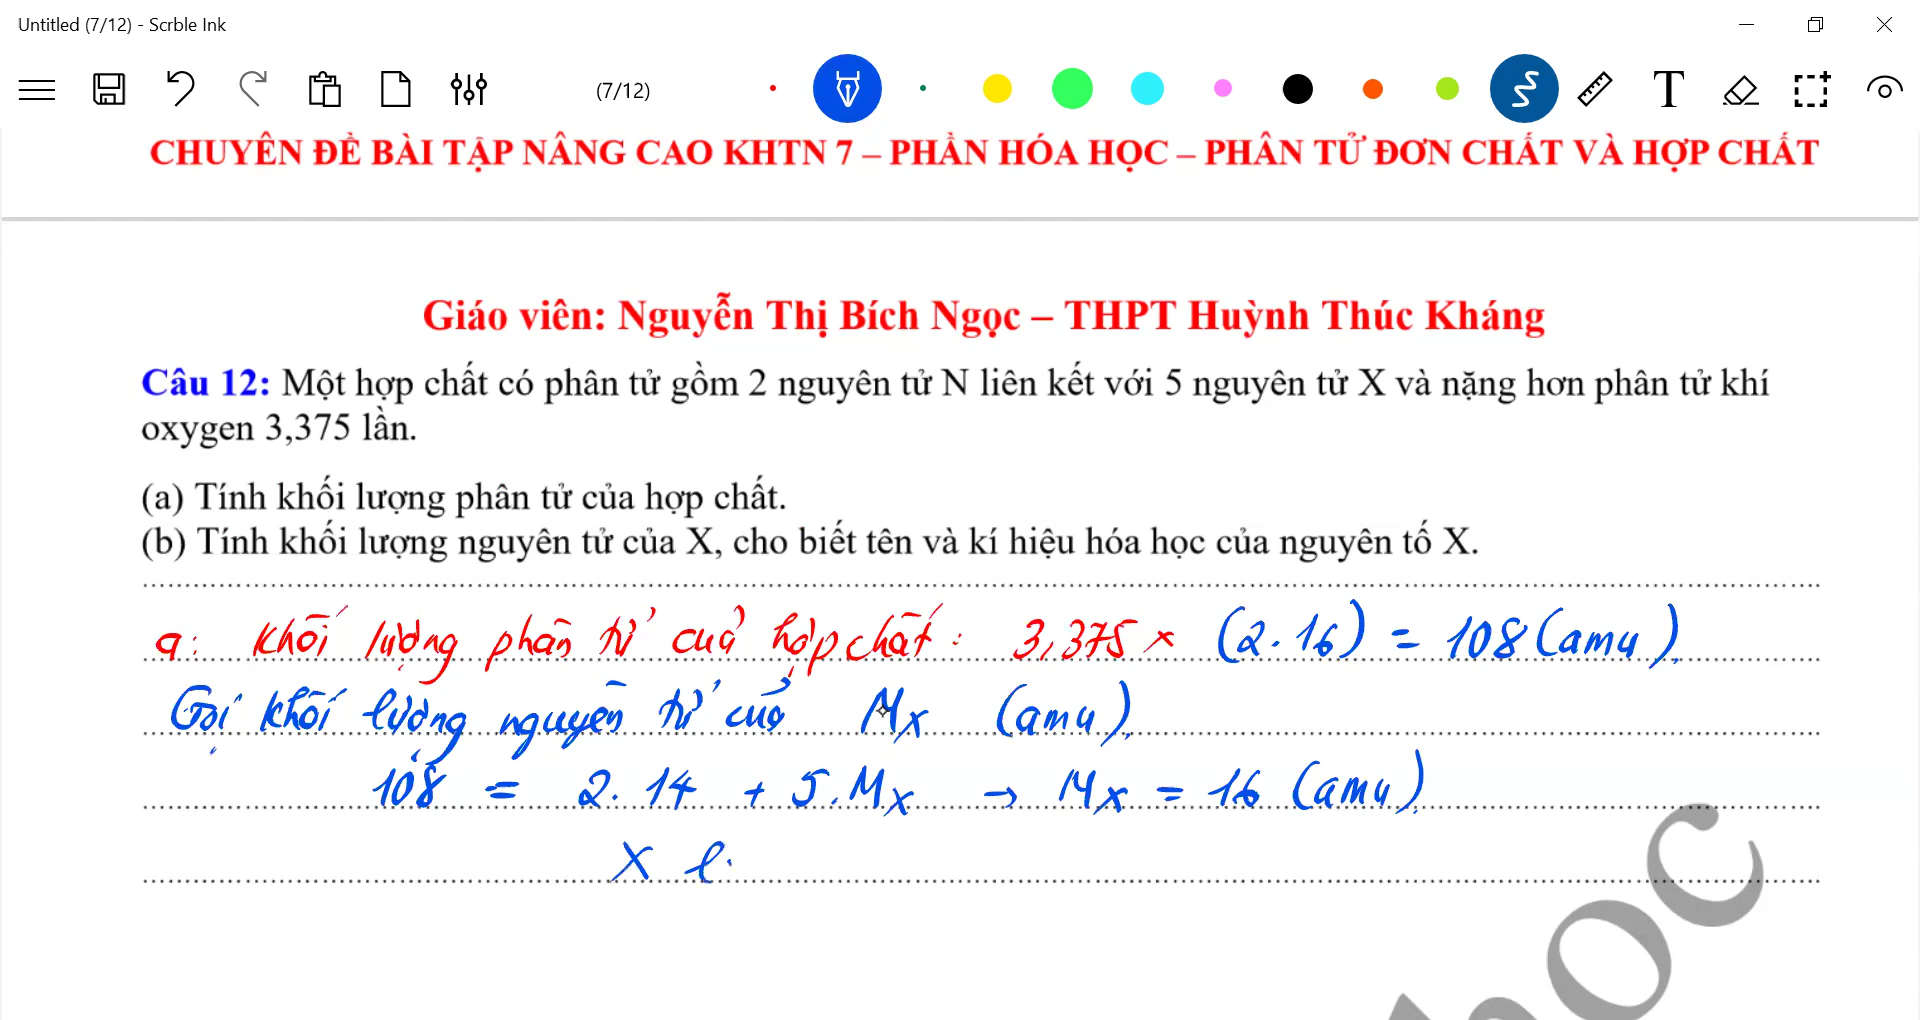 Untitled (7/12) - Scrble Ink
(7/12)
T
CHUYÊN ĐỀ BÀI TẬP NÂNG CAO KHTN 7 – PHẦN HÓA HỌC – PHÂN TỬ ĐƠN CHẤT VÀ HỢP CHẤT
Giáo viên: Nguyễn Thị Bích Ngọc – THPT Huỳnh Thúc Kháng
Câu 12: Một hợp chất có phân tử gồm 2 nguyên tử N liên kết với 5 nguyên tử X và nặng hơn phân tử khí
oxygen 3,375 lần.
(a) Tính khối lượng phân tử của hợp chất.
(b) Tính khối lượng nguyên tử của X, cho biết tên và kí hiệu hóa học của nguyên tố X.
a: Khối lượng phân tử của hợp chất: 3,375 × (2.16) = 108 (amu).
Gọi khối lượng nguyên tử của Mx (amu).
108 = 2.14 + 5.Mx → Mx = 16 (amu).
X l